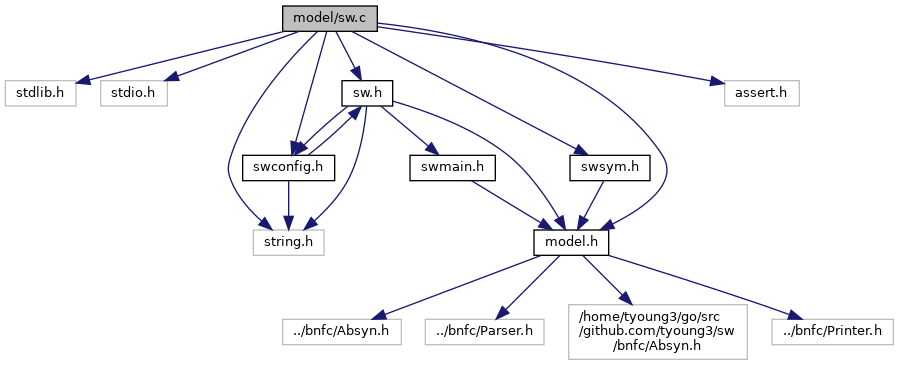 model/sw.c
stdlib.h
stdio.h
sw.h
assert.h
swconfig.h
swmain.h
swsym.h
string.h
model.h
../bnfc/Absyn.h
../bnfc/Parser.h
/home/tyoung3/go/src
/github.com/tyoung3/sw
/bnfc/Absyn.h
../bnfc/Printer.h